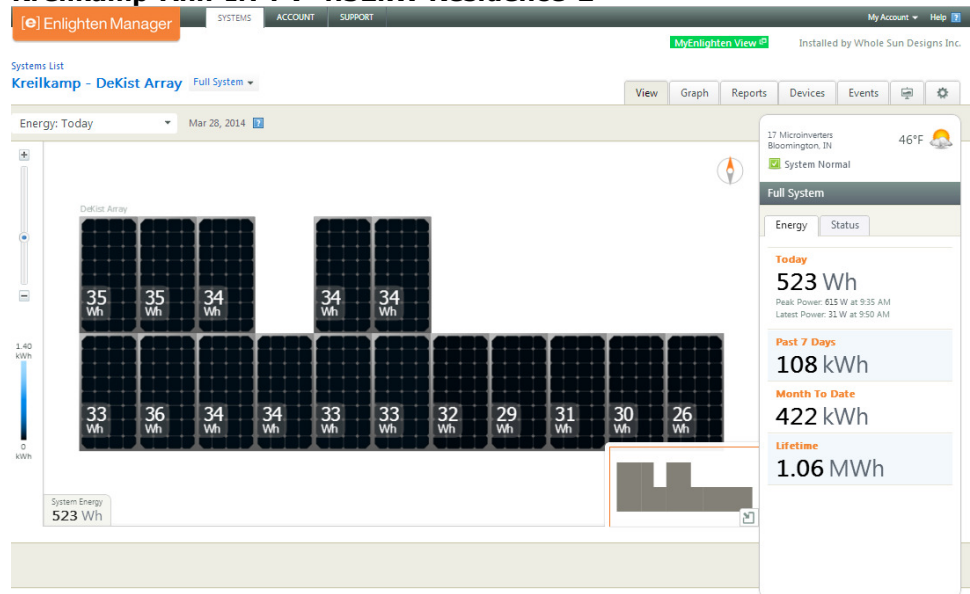 [e] Enlighten Manager
SYSTEMS ACCOUNT SUPPORT
My Account Help ?
MyEnlighten View
Installed by Whole Sun Designs Inc.
Systems List
Kreilkamp - DeKist Array Full System
View Graph Reports Devices Events
Energy: Today Mar 28, 2014 ?
17 Microinverters
Bloomington, IN
46°F
System Normal
Full System
Energy Status
Today
523 Wh
Peak Power: 615 W at 9:35 AM
Latest Power: 31 W at 9:50 AM
Past 7 Days
108 kWh
Month To Date
422 kWh
Lifetime
1.06 MWh
DeKist Array
35 35 34 34 34
Wh Wh Wh Wh Wh
33 36 34 34 33 33 32 29 31 30 26
Wh Wh Wh Wh Wh Wh Wh Wh Wh Wh Wh
1.40
kWh
0
kWh
System Energy
523 Wh